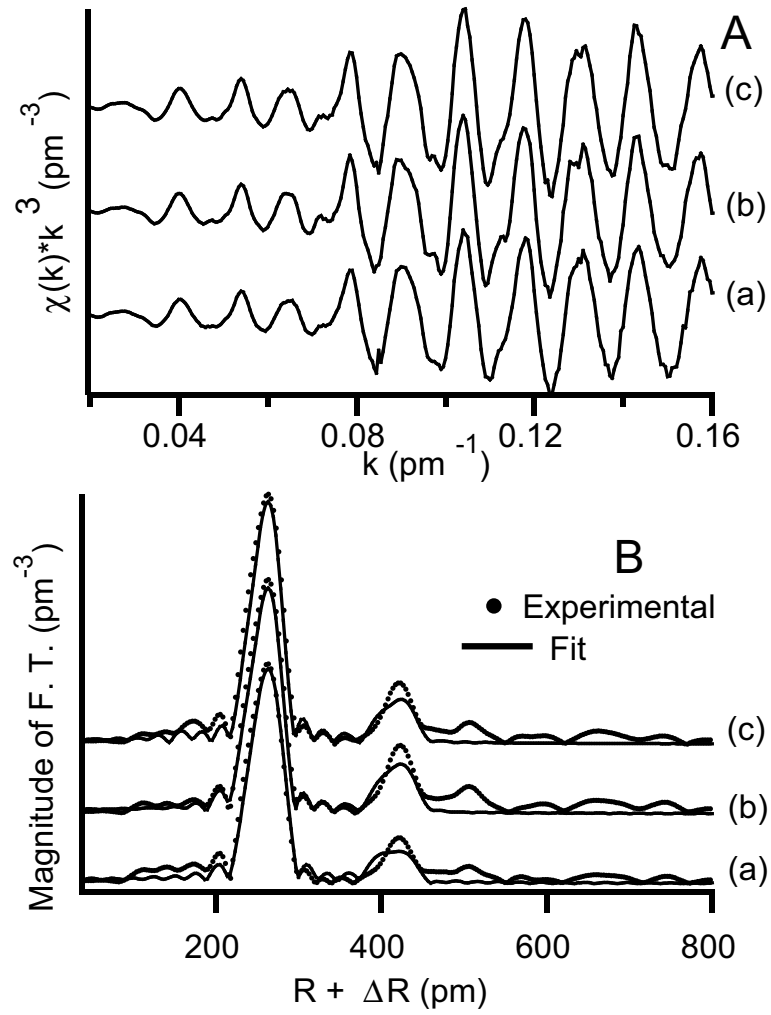 A
(c)
(b)
(a)
χ(k)*k 3 (pm -3)
0.04 0.08 0.12 0.16
k (pm -1)
B
Experimental
Fit
(c)
(b)
(a)
Magnitude of F. T. (pm-3)
200 400 600 800
R + ΔR (pm)